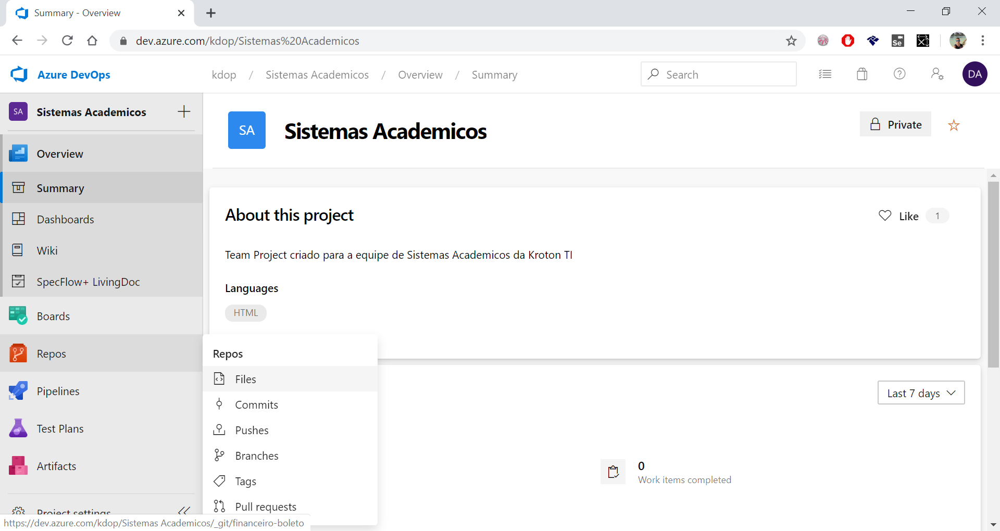 Summary - Overview
dev.azure.com/kdop/Sistemas%20Academicos
Se
Azure DevOps
kdop / Sistemas Academicos / Overview / Summary
Search
DA
SA Sistemas Academicos
Overview
Summary
Dashboards
Wiki
SpecFlow+ LivingDoc
Boards
Repos
Pipelines
Test Plans
Artifacts
Project settings
SA Sistemas Academicos
Private
About this project
Like 1
Team Project criado para a equipe de Sistemas Academicos da Kroton TI
Languages
HTML
Repos
Files
Commits
Pushes
Branches
Tags
Pull requests
Last 7 days
0
Work items completed
https://dev.azure.com/kdop/Sistemas Academicos/_git/financeiro-boleto